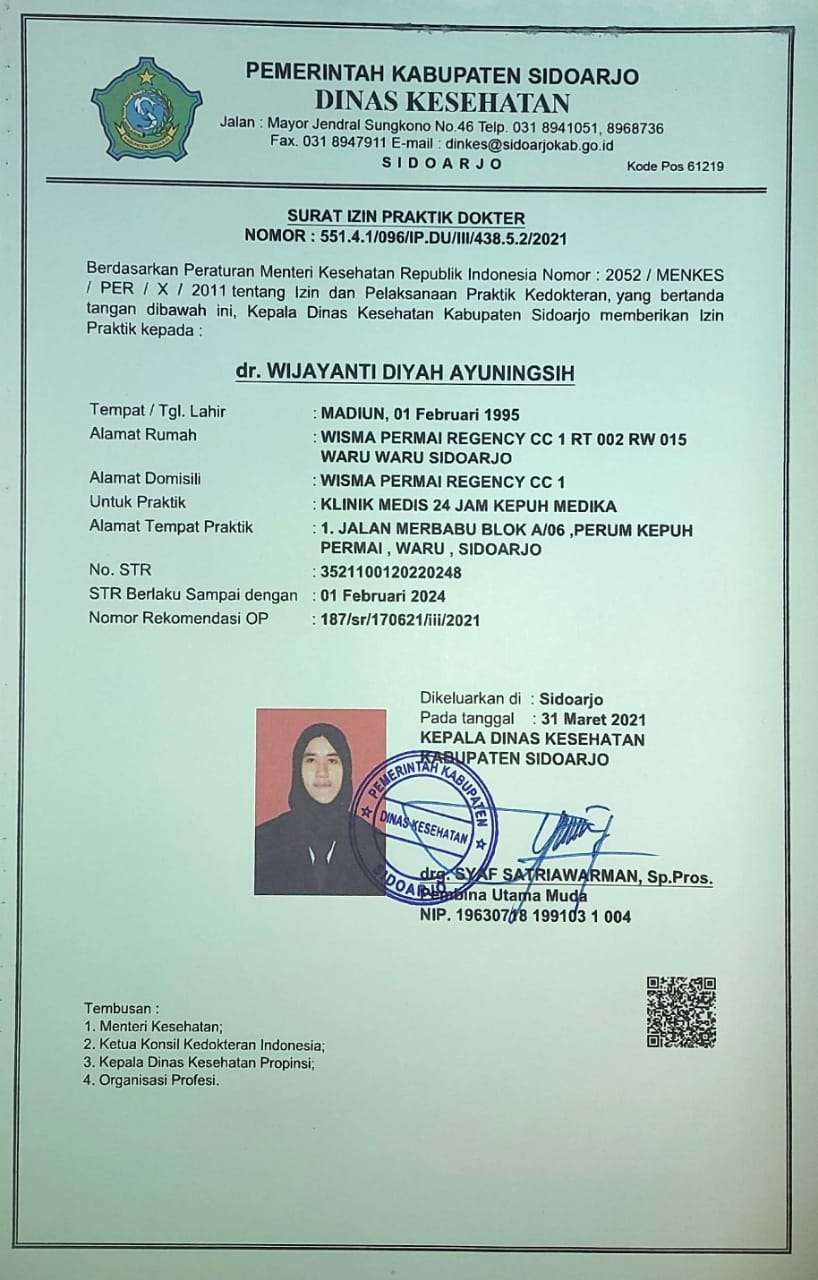 PEMERINTAH KABUPATEN SIDOARJO
DINAS KESEHATAN
Jalan : Mayor Jendral Sungkono No.46 Telp. 031 8941051, 8968736
Fax. 031 8947911 E-mail : dinkes@sidoarjokab.go.id
SIDOARJO
Kode Pos 61219
SURAT IZIN PRAKTIK DOKTER
NOMOR : 551.4.1/096/IP.DU/III/438.5.2/2021
Berdasarkan Peraturan Menteri Kesehatan Republik Indonesia Nomor : 2052 / MENKES
/ PER / X / 2011 tentang Izin dan Pelaksanaan Praktik Kedokteran, yang bertanda
tangan dibawah ini, Kepala Dinas Kesehatan Kabupaten Sidoarjo memberikan Izin
Praktik kepada :
dr. WIJAYANTI DIYAH AYUNINGSIH
Tempat / Tgl. Lahir : MADIUN, 01 Februari 1995
Alamat Rumah : WISMA PERMAI REGENCY CC 1 RT 002 RW 015
WARU WARU SIDOARJO
Alamat Domisili : WISMA PERMAI REGENCY CC 1
Untuk Praktik : KLINIK MEDIS 24 JAM KEPUH MEDIKA
Alamat Tempat Praktik : 1. JALAN MERBABU BLOK A/06 ,PERUM KEPUH
PERMAI , WARU , SIDOARJO
No. STR : 3521100120220248
STR Berlaku Sampai dengan : 01 Februari 2024
Nomor Rekomendasi OP : 187/sr/170621/iii/2021
Dikeluarkan di : Sidoarjo
Pada tanggal : 31 Maret 2021
KEPALA DINAS KESEHATAN
KABUPATEN SIDOARJO
PEMERINTAH KABUPATEN
DINAS KESEHATAN
SIDOARJO
drg. SYAF SATRIAWARMAN, Sp.Pros.
Pembina Utama Muda
NIP. 19630718 199103 1 004
Tembusan :
1. Menteri Kesehatan;
2. Ketua Konsil Kedokteran Indonesia;
3. Kepala Dinas Kesehatan Propinsi;
4. Organisasi Profesi.